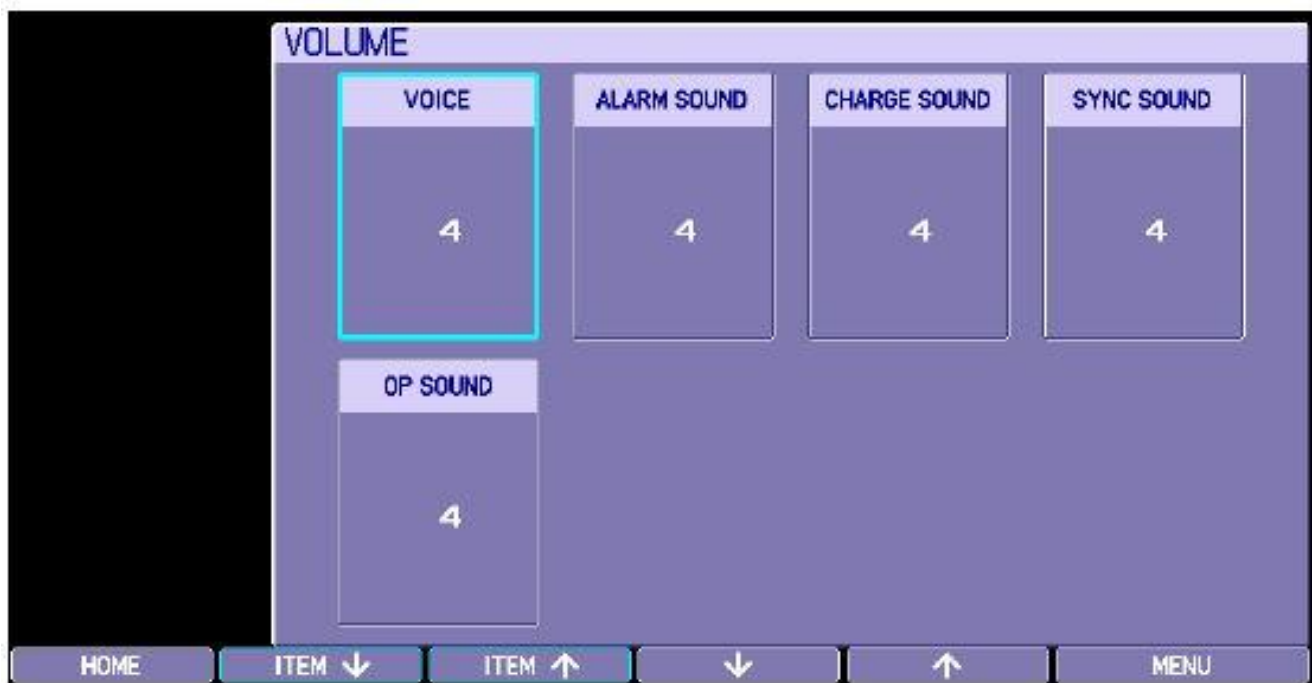 VOLUME
VOICE ALARM SOUND CHARGE SOUND SYNC SOUND
4 4 4 4
OP SOUND
4
HOME ITEM ↓ ITEM ↑ ↓ ↑ MENU